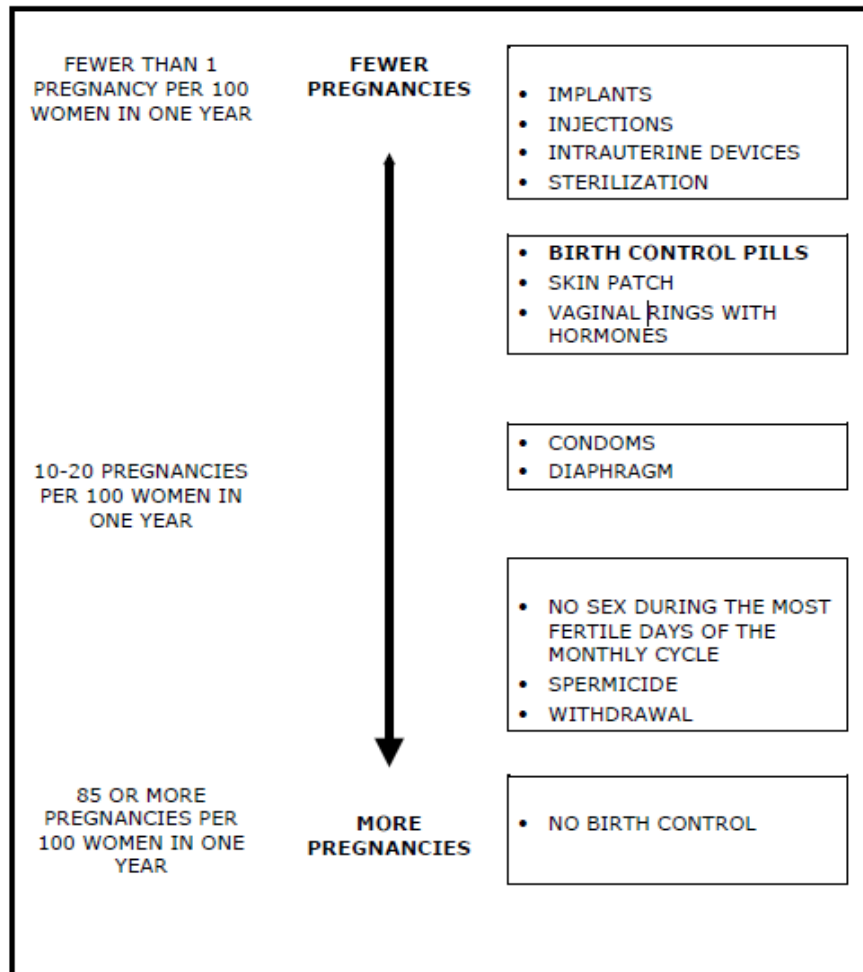 FEWER THAN 1
PREGNANCY PER 100
WOMEN IN ONE YEAR
FEWER
PREGNANCIES
• IMPLANTS
• INJECTIONS
• INTRAUTERINE DEVICES
• STERILIZATION
• BIRTH CONTROL PILLS
• SKIN PATCH
• VAGINAL RINGS WITH
HORMONES
10-20 PREGNANCIES
PER 100 WOMEN IN
ONE YEAR
• CONDOMS
• DIAPHRAGM
• NO SEX DURING THE MOST
FERTILE DAYS OF THE
MONTHLY CYCLE
• SPERMICIDE
• WITHDRAWAL
85 OR MORE
PREGNANCIES PER
100 WOMEN IN ONE
YEAR
MORE
PREGNANCIES
• NO BIRTH CONTROL